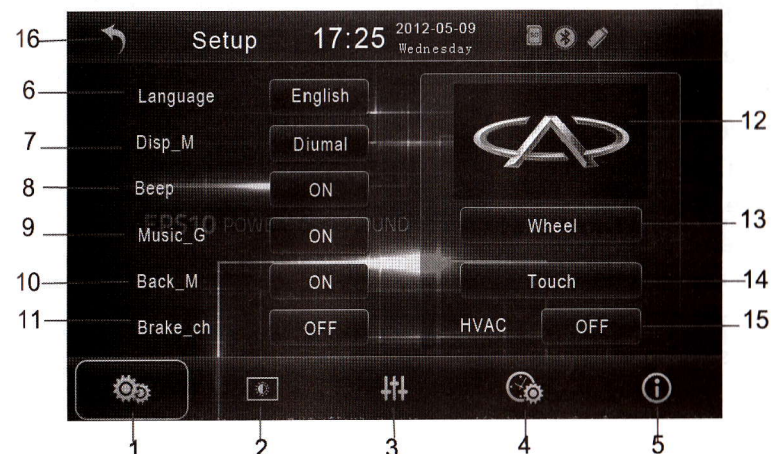 16
Setup
17:25
2012-05-09
Wednesday
6
Language
English
7
Disp_M
Diumal
8
Beep
ON
9
Music_G
ON
10
Back_M
ON
11
Brake_ch
OFF
12
Wheel
13
Touch
14
HVAC
OFF
15
1
2
3
4
5